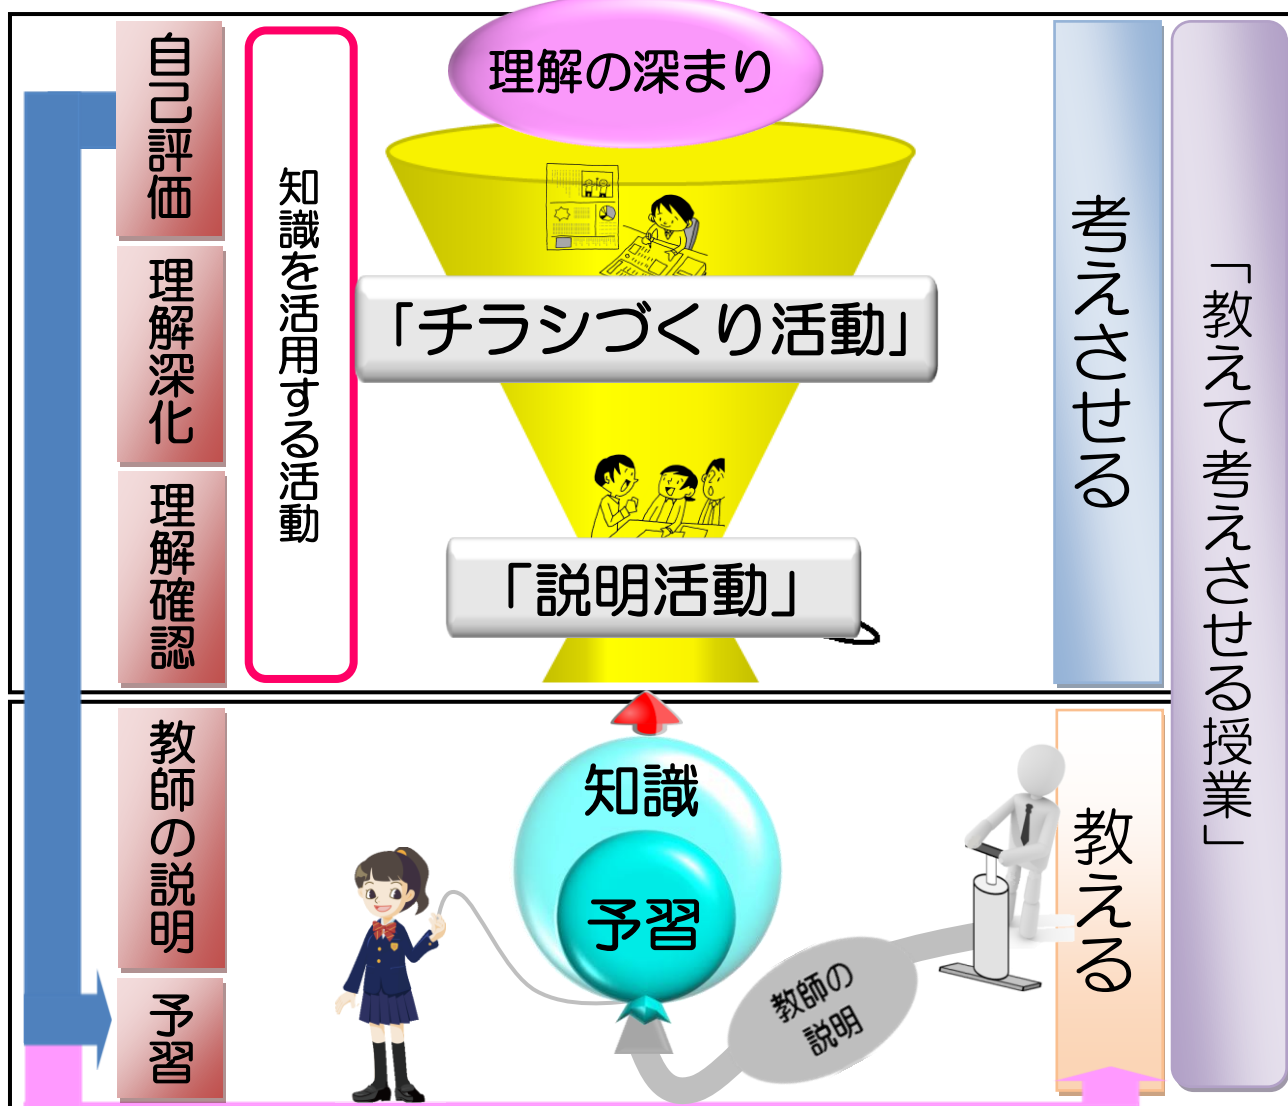 理解の深まり
自己評価
理解深化
理解確認
知識を活用する活動
「チラシづくり活動」
「説明活動」
考えさせる
「教えて考えさせる授業」
教師の説明
予習
知識
予習
教師の
説明
教える